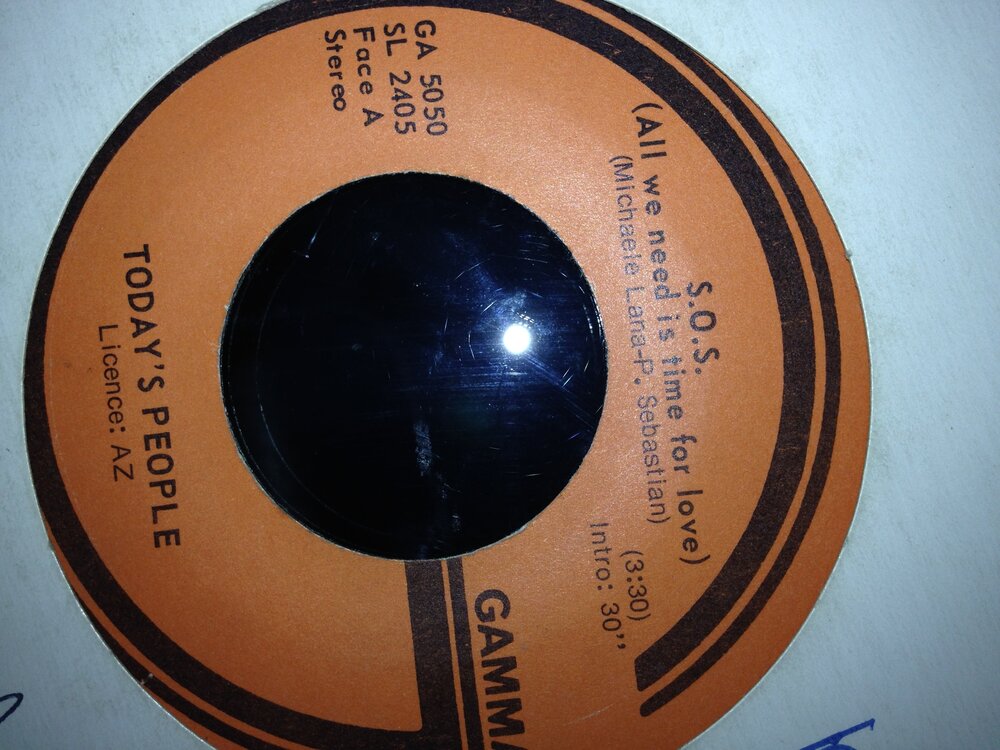 S.O.S.
(All we need is time for love)
(Michaele Lana-P. Sebastian)
(3:30)
Intro: 30''
GA 5050
SL 2405
Face A
Stereo
GAMMA
TODAY'S PEOPLE
Licence: AZ